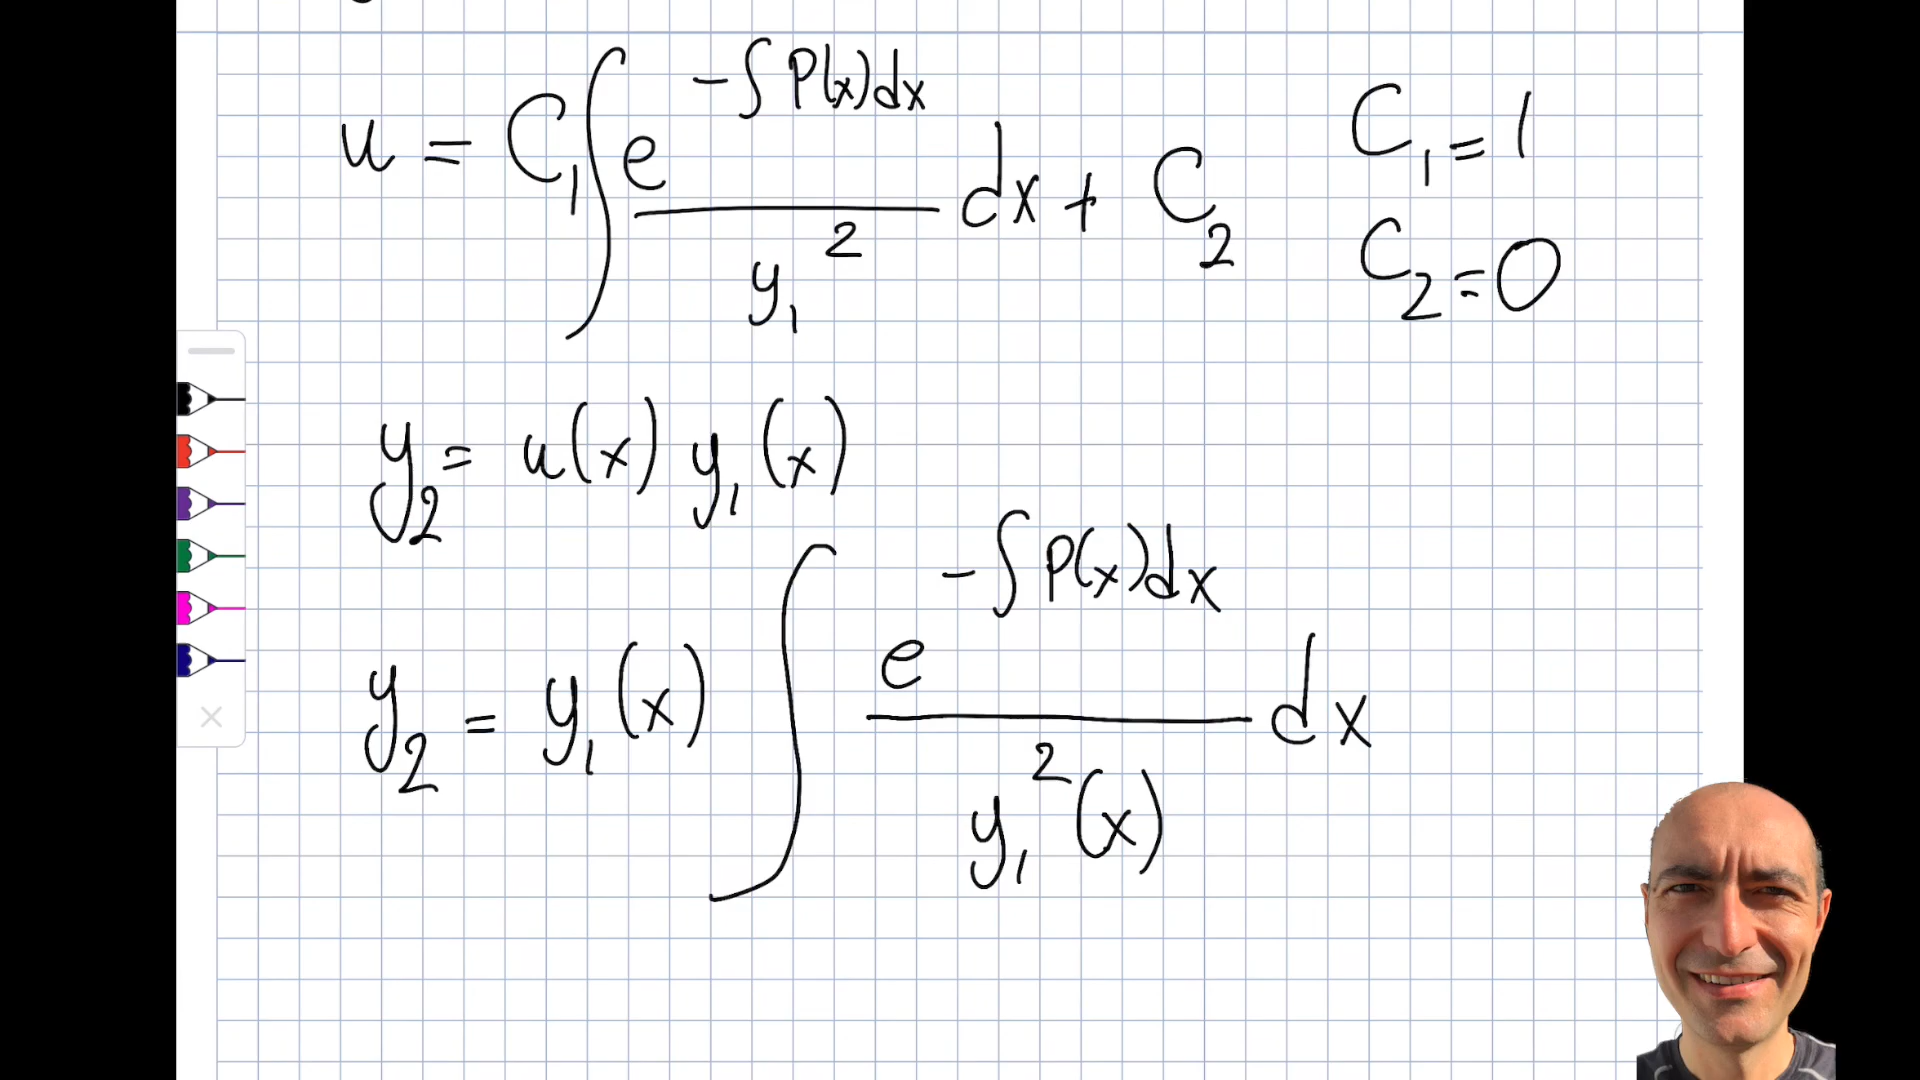 u = C₁ ∫ e^(-∫ P(x)dx) / y₁² dx + C₂
C₁ = 1
C₂ = 0
y₂ = u(x) y₁(x)
y₂ = y₁(x) ∫ e^(-∫ P(x)dx) / y₁²(x) dx